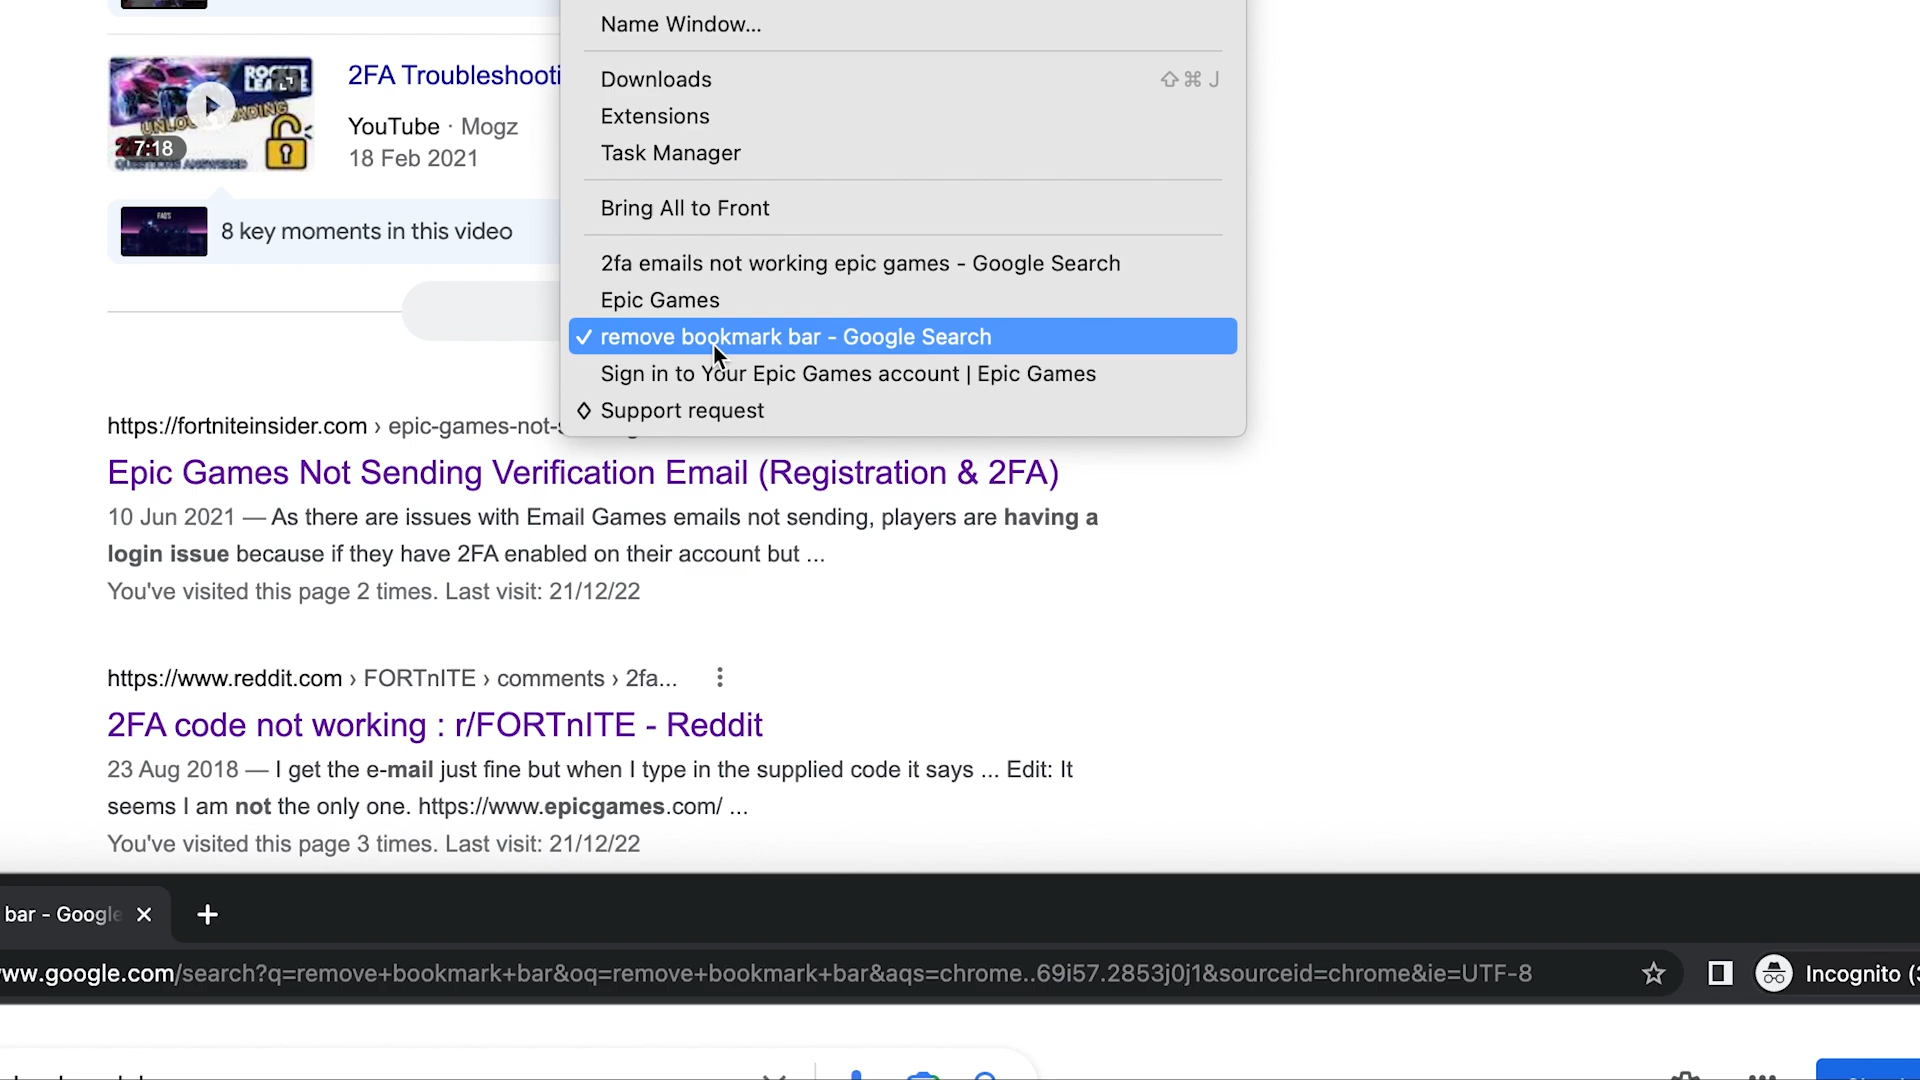 Name Window...
2FA Troubleshooti
Downloads ⇧⌘J
Extensions
Task Manager
ROCKET LEAGUE
7:18
QUESTIONS ANSWERED
YouTube · Mogz
18 Feb 2021
Bring All to Front
FAQ'S
8 key moments in this video
2fa emails not working epic games - Google Search
Epic Games
✓ remove bookmark bar - Google Search
Sign in to Your Epic Games account | Epic Games
◊ Support request
https://fortniteinsider.com › epic-games-not-
Epic Games Not Sending Verification Email (Registration & 2FA)
10 Jun 2021 — As there are issues with Email Games emails not sending, players are having a
login issue because if they have 2FA enabled on their account but ...
You've visited this page 2 times. Last visit: 21/12/22
https://www.reddit.com › FORTnITE › comments › 2fa...
2FA code not working : r/FORTnITE - Reddit
23 Aug 2018 — I get the e-mail just fine but when I type in the supplied code it says ... Edit: It
seems I am not the only one. https://www.epicgames.com/ ...
You've visited this page 3 times. Last visit: 21/12/22
bar - Google
www.google.com/search?q=remove+bookmark+bar&oq=remove+bookmark+bar&aqs=chrome..69i57.2853j0j1&sourceid=chrome&ie=UTF-8
Incognito (3